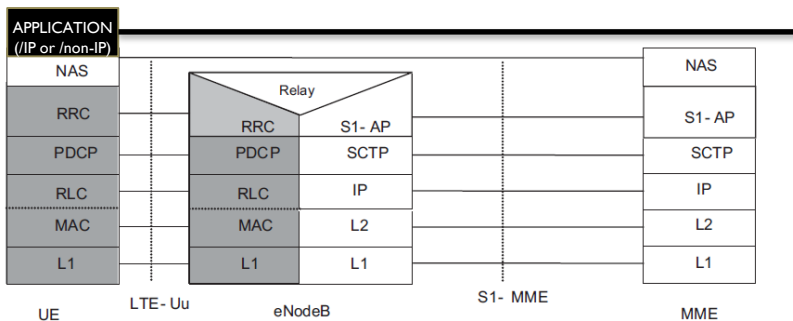 APPLICATION
(/IP or /non-IP)
NAS
NAS
Relay
RRC
RRC
S1- AP
S1- AP
PDCP
PDCP
SCTP
SCTP
RLC
RLC
IP
IP
MAC
MAC
L2
L2
L1
L1
L1
L1
UE
LTE- Uu
eNodeB
S1- MME
MME